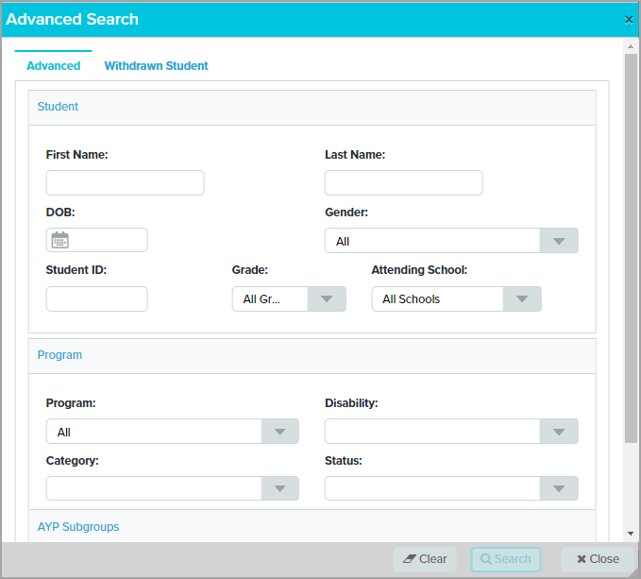 Advanced Search
Advanced Withdrawn Student
Student
First Name: Last Name:
DOB: Gender:
All
Student ID: Grade: Attending School:
All Gr... All Schools
Program
Program: Disability:
All
Category: Status:
AYP Subgroups
Clear Search Close